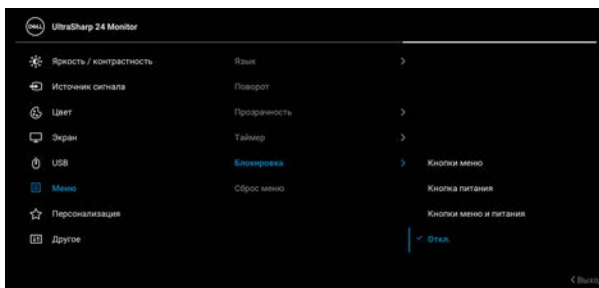 DELL UltraSharp 24 Monitor
Яркость / контрастность
Язык
Источник сигнала
Поворот
Цвет
Прозрачность
Экран
Таймер
USB
Блокировка
Кнопки меню
Меню
Сброс меню
Кнопка питания
Персонализация
Кнопки меню и питания
Другое
Откл.